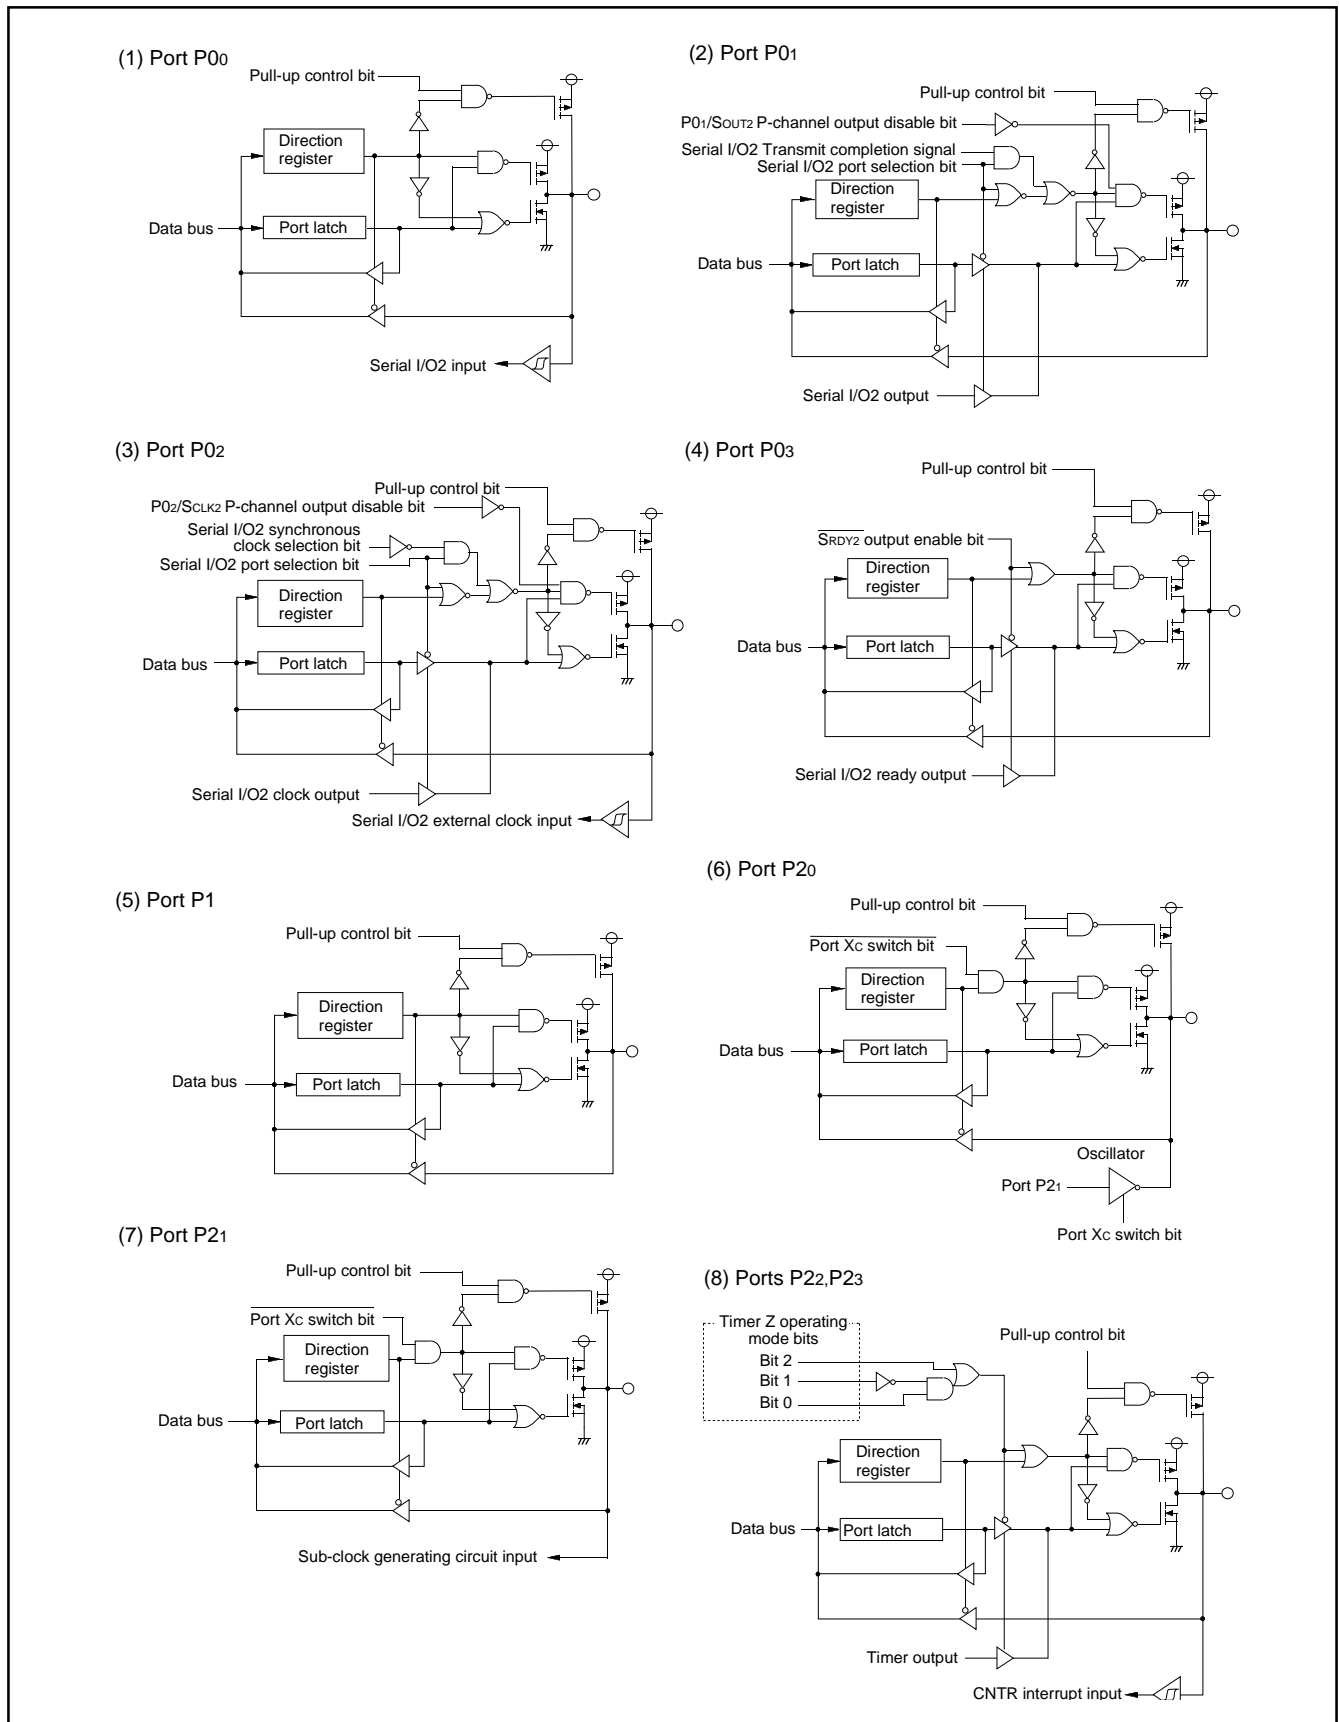 (1) Port P00
Pull-up control bit
Direction
register
Data bus
Port latch
Serial I/O2 input
(2) Port P01
Pull-up control bit
P01/SOUT2 P-channel output disable bit
Serial I/O2 Transmit completion signal
Serial I/O2 port selection bit
Direction
register
Data bus
Port latch
Serial I/O2 output
(3) Port P02
Pull-up control bit
P02/SCLK2 P-channel output disable bit
Serial I/O2 synchronous
clock selection bit
Serial I/O2 port selection bit
Direction
register
Data bus
Port latch
Serial I/O2 clock output
Serial I/O2 external clock input
(4) Port P03
Pull-up control bit
SRDY2 output enable bit
Direction
register
Data bus
Port latch
Serial I/O2 ready output
(5) Port P1
Pull-up control bit
Direction
register
Data bus
Port latch
(6) Port P20
Pull-up control bit
Port XC switch bit
Direction
register
Data bus
Port latch
Oscillator
Port P21
Port XC switch bit
(7) Port P21
Pull-up control bit
Port XC switch bit
Direction
register
Data bus
Port latch
Sub-clock generating circuit input
(8) Ports P22,P23
Timer Z operating
mode bits
Bit 2
Bit 1
Bit 0
Pull-up control bit
Direction
register
Data bus
Port latch
Timer output
CNTR interrupt input